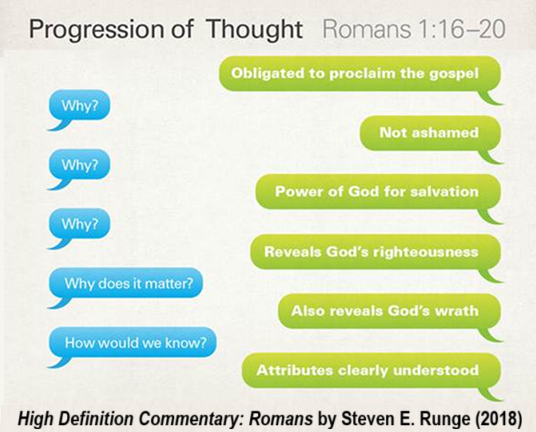 Progression of Thought Romans 1:16–20
Obligated to proclaim the gospel
Why?
Not ashamed
Why?
Power of God for salvation
Why?
Reveals God's righteousness
Why does it matter?
Also reveals God's wrath
How would we know?
Attributes clearly understood
High Definition Commentary: Romans by Steven E. Runge (2018)